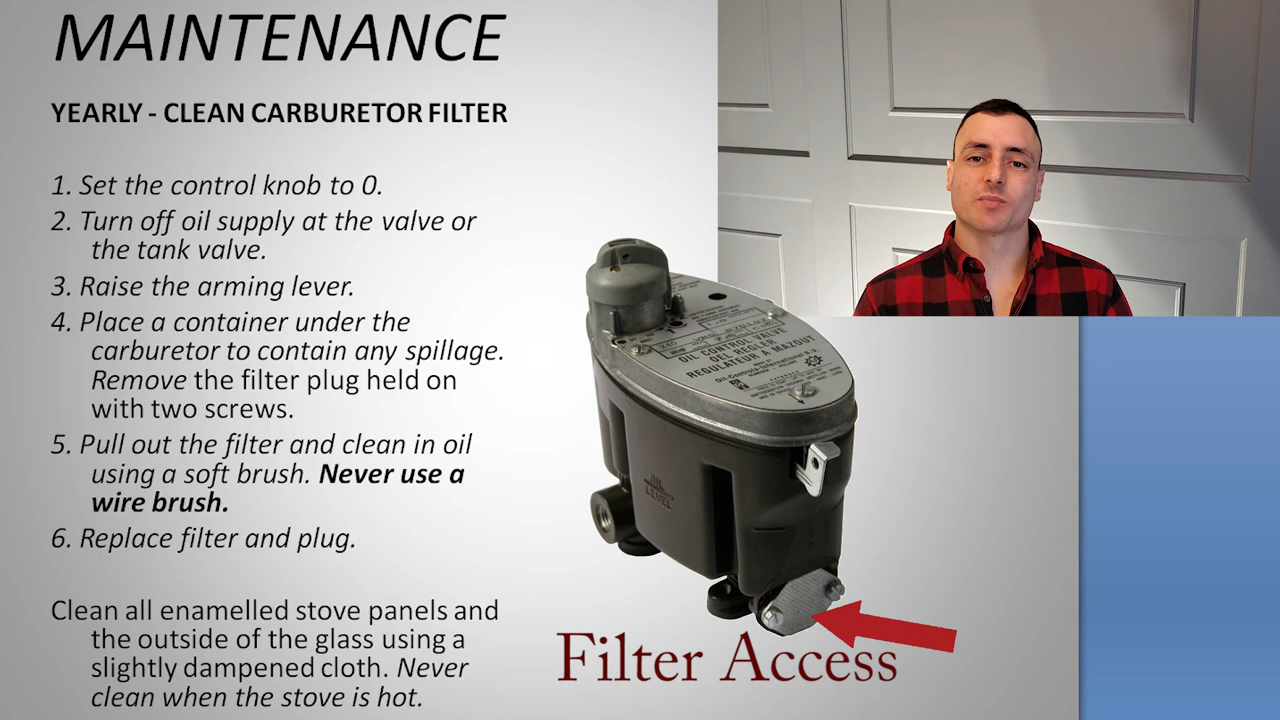 MAINTENANCE
YEARLY - CLEAN CARBURETOR FILTER
1. Set the control knob to 0.
2. Turn off oil supply at the valve or
the tank valve.
3. Raise the arming lever.
4. Place a container under the
carburetor to contain any spillage.
Remove the filter plug held on
with two screws.
5. Pull out the filter and clean in oil
using a soft brush. Never use a
wire brush.
6. Replace filter and plug.
Clean all enamelled stove panels and
the outside of the glass using a
slightly dampened cloth. Never
clean when the stove is hot.
OIL CONTROL VALVE
OEL REGLER
REGULATEUR A MAZOUT
Oil-Controls-International B.V.
OIL
LEVEL
Filter Access